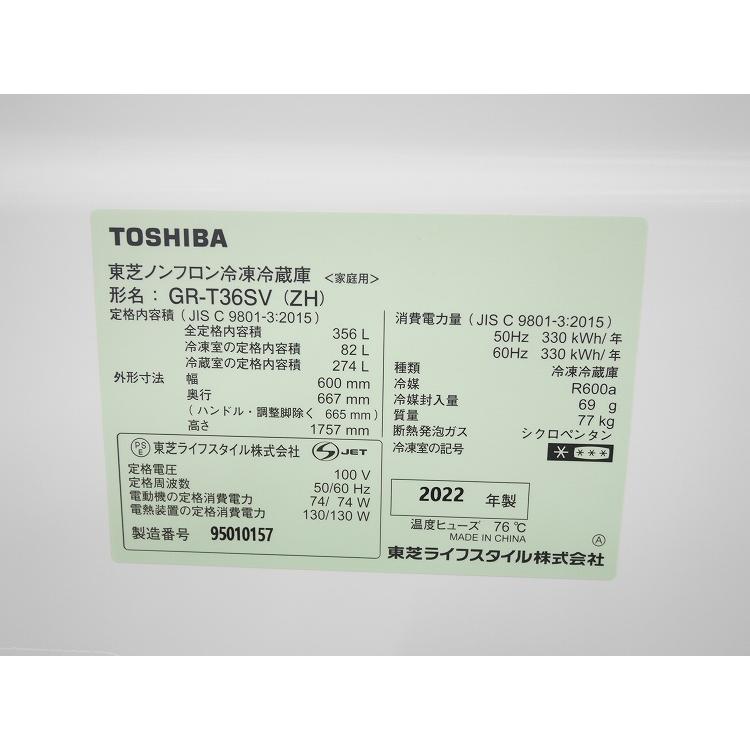 TOSHIBA
東芝ノンフロン冷凍冷蔵庫 <家庭用>
形名： GR-T36SV (ZH)
定格内容積 ( JIS C 9801-3:2015 )
全定格内容積 356 L
冷凍室の定格内容積 82 L
冷蔵室の定格内容積 274 L
外形寸法 幅 600 mm
奥行 667 mm
( ハンドル・調整脚除く 665 mm )
高さ 1757 mm
PS E 東芝ライフスタイル株式会社 S JET
定格電圧 100 V
定格周波数 50/60 Hz
電動機の定格消費電力 74/ 74 W
電熱装置の定格消費電力 130/130 W
製造番号 95010157
消費電力量 ( JIS C 9801-3:2015 )
50Hz 330 kWh/ 年
60Hz 330 kWh/ 年
種類 冷凍冷蔵庫
冷媒 R600a
冷媒封入量 69 g
質量 77 kg
断熱発泡ガス シクロペンタン
冷凍室の記号 * ***
2022 年製
温度ヒューズ 76 ℃
MADE IN CHINA Ⓐ
東芝ライフスタイル株式会社